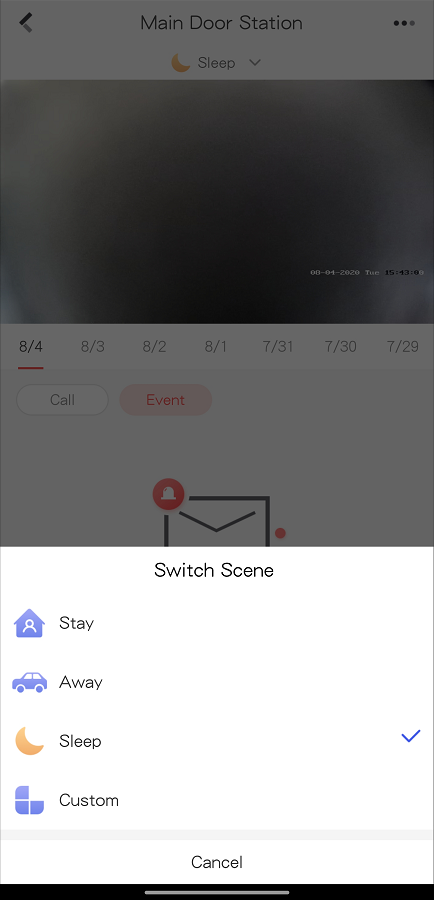 Main Door Station
Sleep
08-04-2020 Tue 15:43:00
8/4 8/3 8/2 8/1 7/31 7/30 7/29
Call Event
Switch Scene
Stay
Away
Sleep
Custom
Cancel